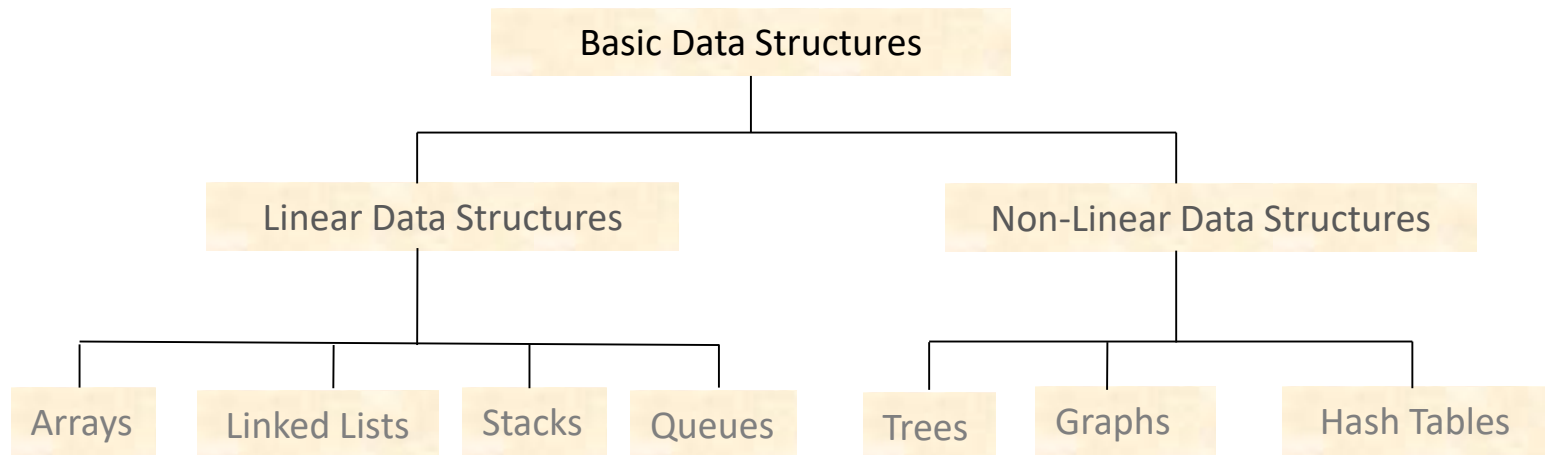 Basic Data Structures
Linear Data Structures
Non-Linear Data Structures
Arrays
Linked Lists
Stacks
Queues
Trees
Graphs
Hash Tables